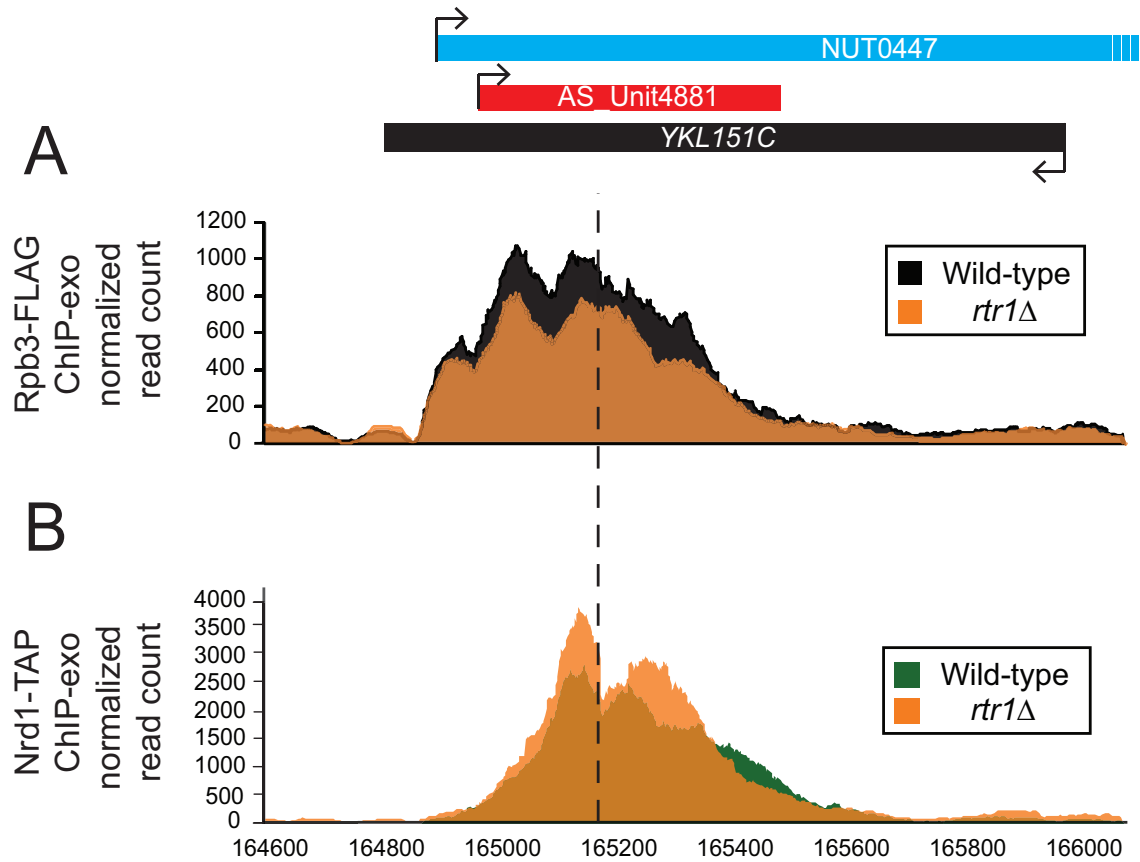 NUT0447
AS_Unit4881
YKL151C
A
Rpb3-FLAG
ChIP-exo
normalized
read count
1200
1000
800
600
400
200
0
Wild-type
rtr1Δ
B
Nrd1-TAP
ChIP-exo
normalized
read count
4000
3500
3000
2500
2000
1500
1000
500
0
Wild-type
rtr1Δ
164600 164800 165000 165200 165400 165600 165800 166000